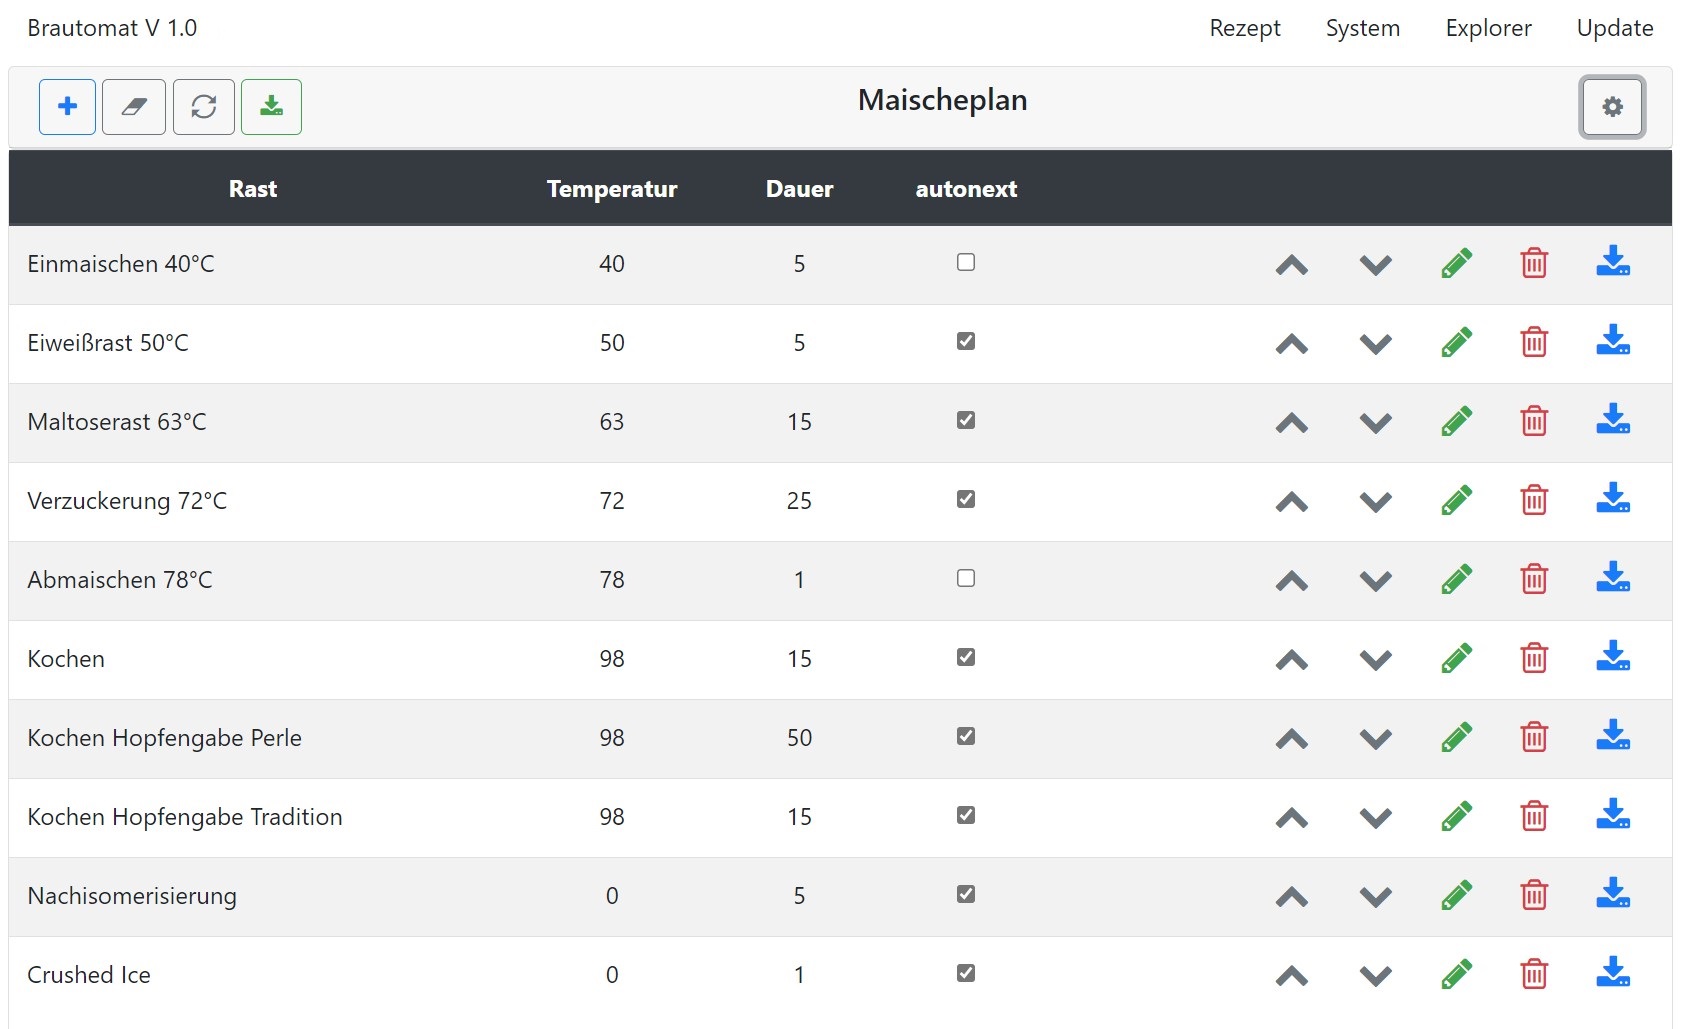 Brautomat V 1.0 Rezept System Explorer Update
Maischeplan
Rast Temperatur Dauer autonext
Einmaischen 40°C 40 5
Eiweißrast 50°C 50 5
Maltoserast 63°C 63 15
Verzuckerung 72°C 72 25
Abmaischen 78°C 78 1
Kochen 98 15
Kochen Hopfengabe Perle 98 50
Kochen Hopfengabe Tradition 98 15
Nachisomerisierung 0 5
Crushed Ice 0 1